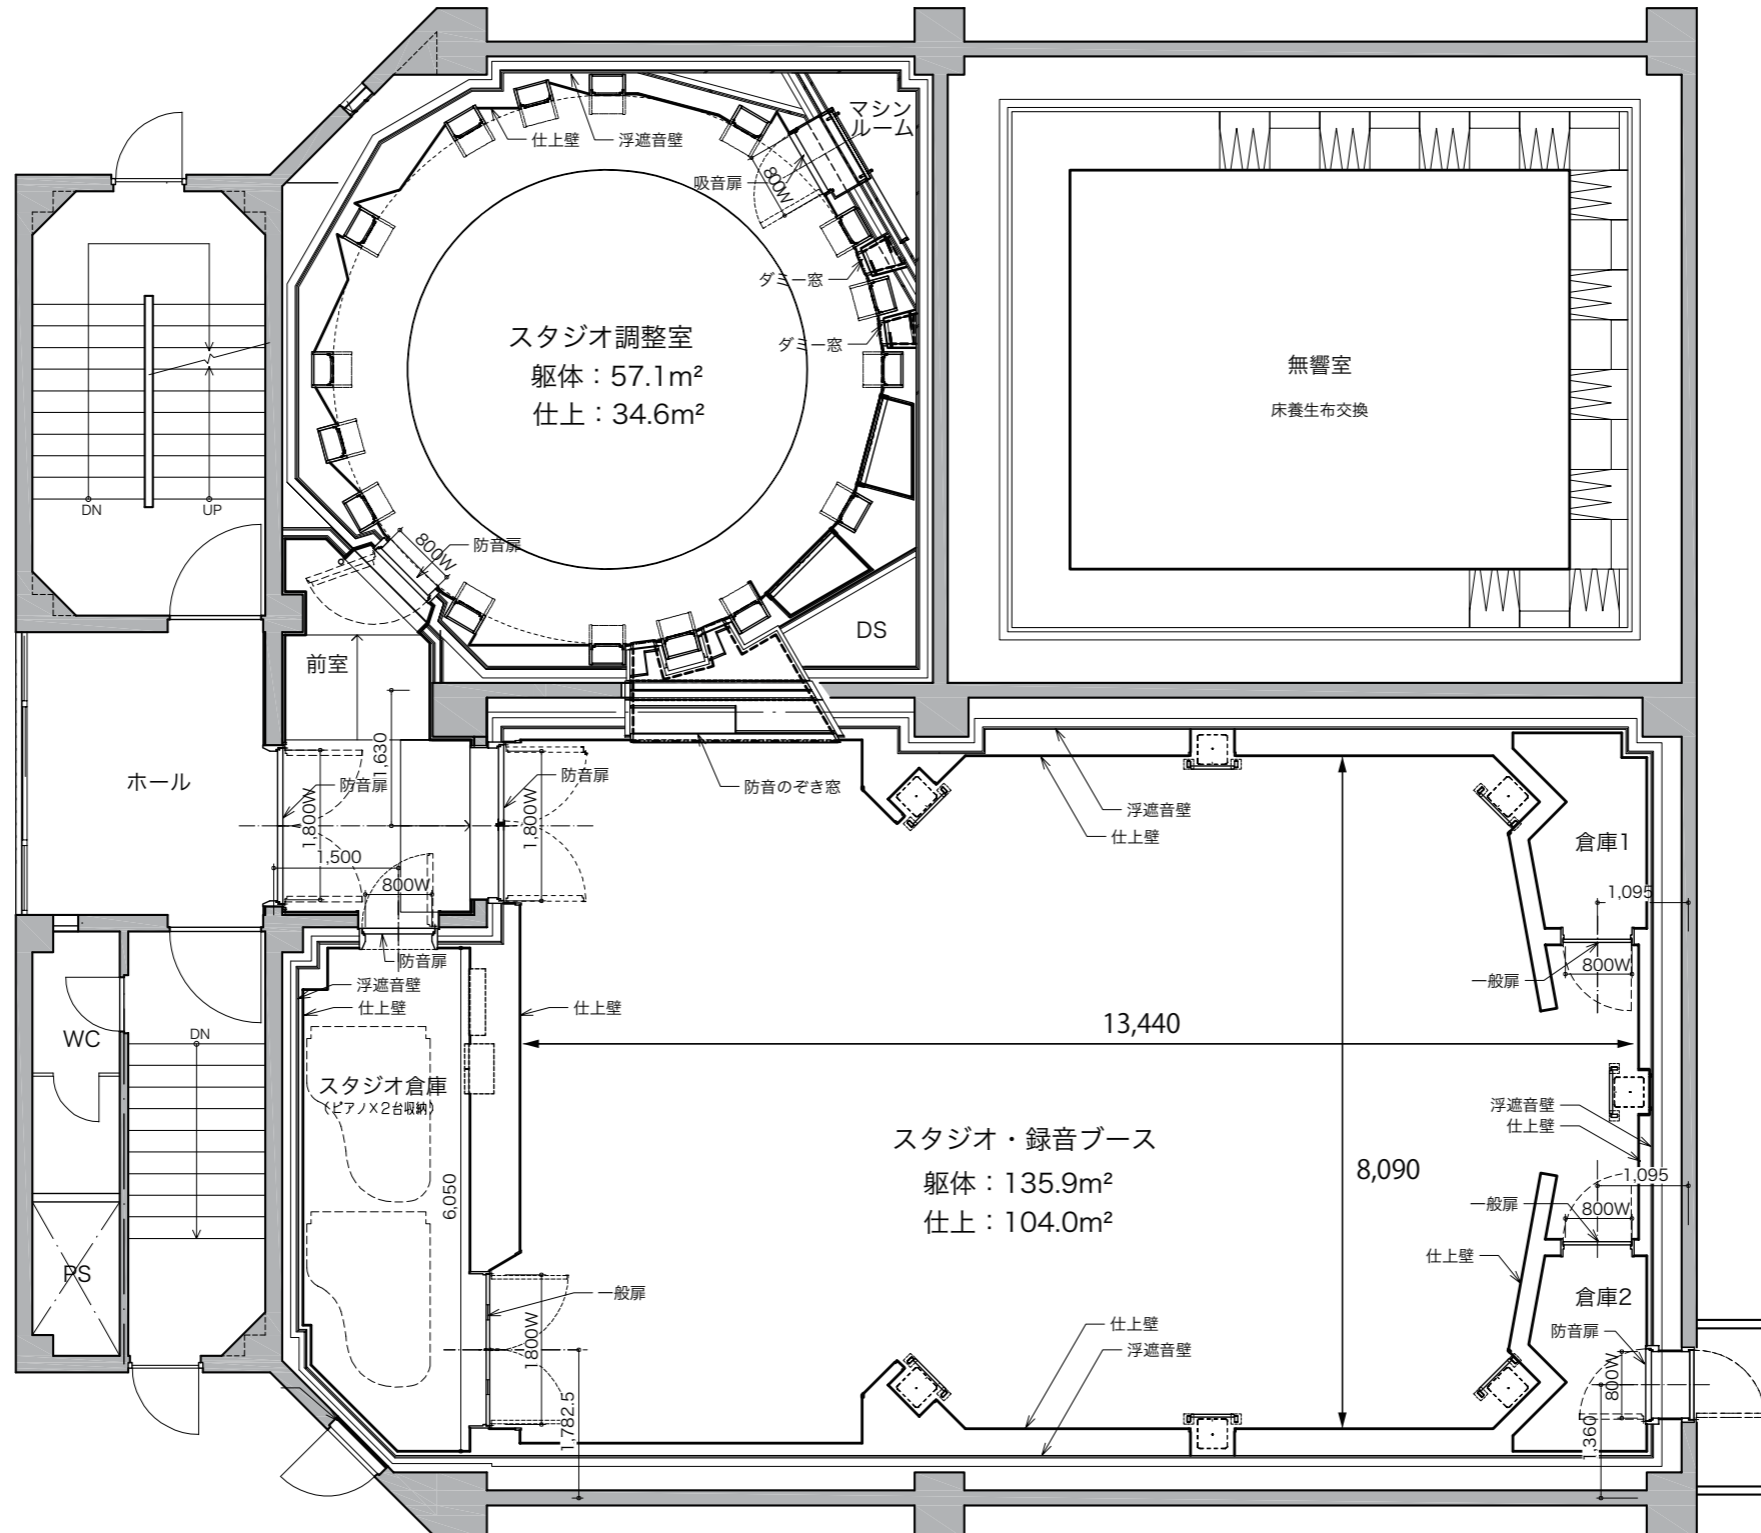 マシン
ルーム
仕上壁
浮遮音壁
吸音扉
800W
ダミー窓
ダミー窓
スタジオ調整室
躯体：57.1m²
仕上：34.6m²
無響室
床養生布交換
DN
UP
800W
防音扉
DS
前室
1,630
ホール
防音扉
1,800W
1,500
800W
防音扉
1,800W
防音のぞき窓
浮遮音壁
仕上壁
倉庫1
1,095
一般扉
800W
防音扉
浮遮音壁
仕上壁
仕上壁
WC
DN
13,440
スタジオ倉庫
（ピアノX2台収納）
6,050
スタジオ・録音ブース
躯体：135.9m²
仕上：104.0m²
8,090
浮遮音壁
仕上壁
1,095
一般扉
800W
仕上壁
PS
一般扉
1800W
1,782.5
仕上壁
浮遮音壁
倉庫2
防音扉
800W
1,360